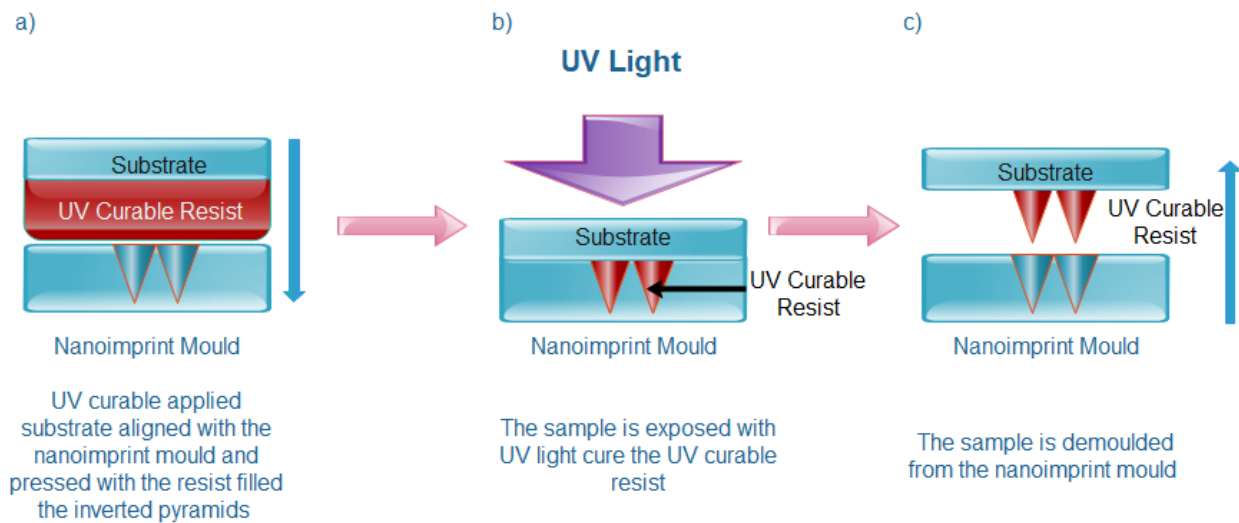 a)
Substrate
UV Curable Resist
Nanoimprint Mould
UV curable applied
substrate aligned with the
nanoimprint mould and
pressed with the resist filled
the inverted pyramids
b)
UV Light
Substrate
UV Curable
Resist
Nanoimprint Mould
The sample is exposed with
UV light cure the UV curable
resist
c)
Substrate
UV Curable
Resist
Nanoimprint Mould
The sample is demoulded
from the nanoimprint mould